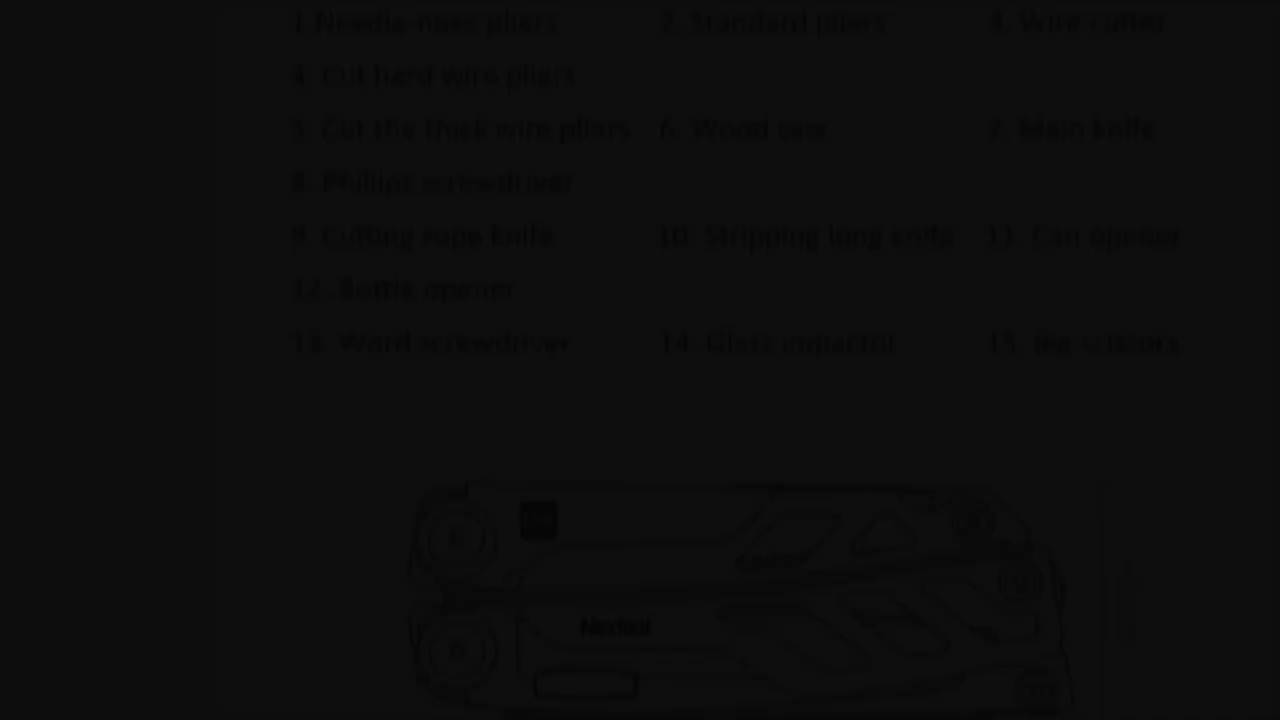 1.Needle-nose pliers 2. Standard pliers 3. Wire cutter
4. Cut hard wire pliers
5. Cut the thick wire pliers 6. Wood saw 7. Main knife
8. Phillips screwdriver
9. Cutting rope knife 10. Stripping long knife 11. Can opener
12. Bottle opener
13. Word screwdriver 14. Glass 15. Big scissors